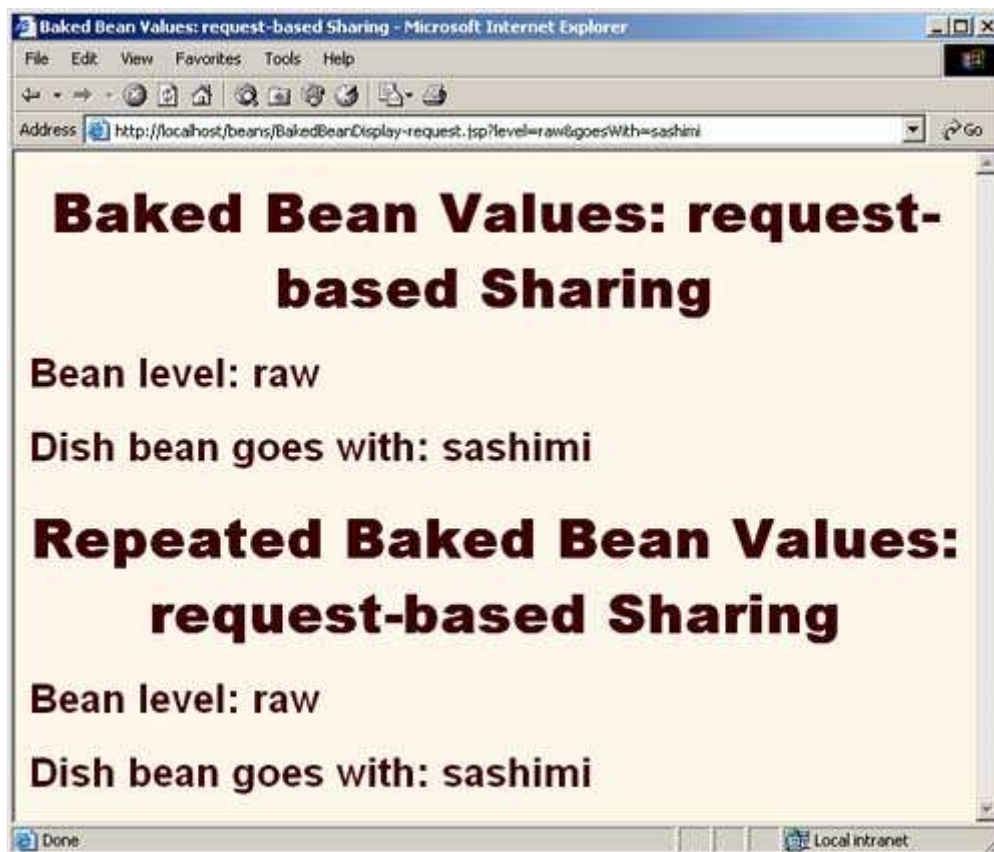 Baked Bean Values: request-based Sharing - Microsoft Internet Explorer
File Edit View Favorites Tools Help
Address http://localhost/beans/BakedBeanDisplay-request.jsp?level=raw&goesWith=sashimi Go
Baked Bean Values: request-
based Sharing
Bean level: raw
Dish bean goes with: sashimi
Repeated Baked Bean Values:
request-based Sharing
Bean level: raw
Dish bean goes with: sashimi
Done Local intranet